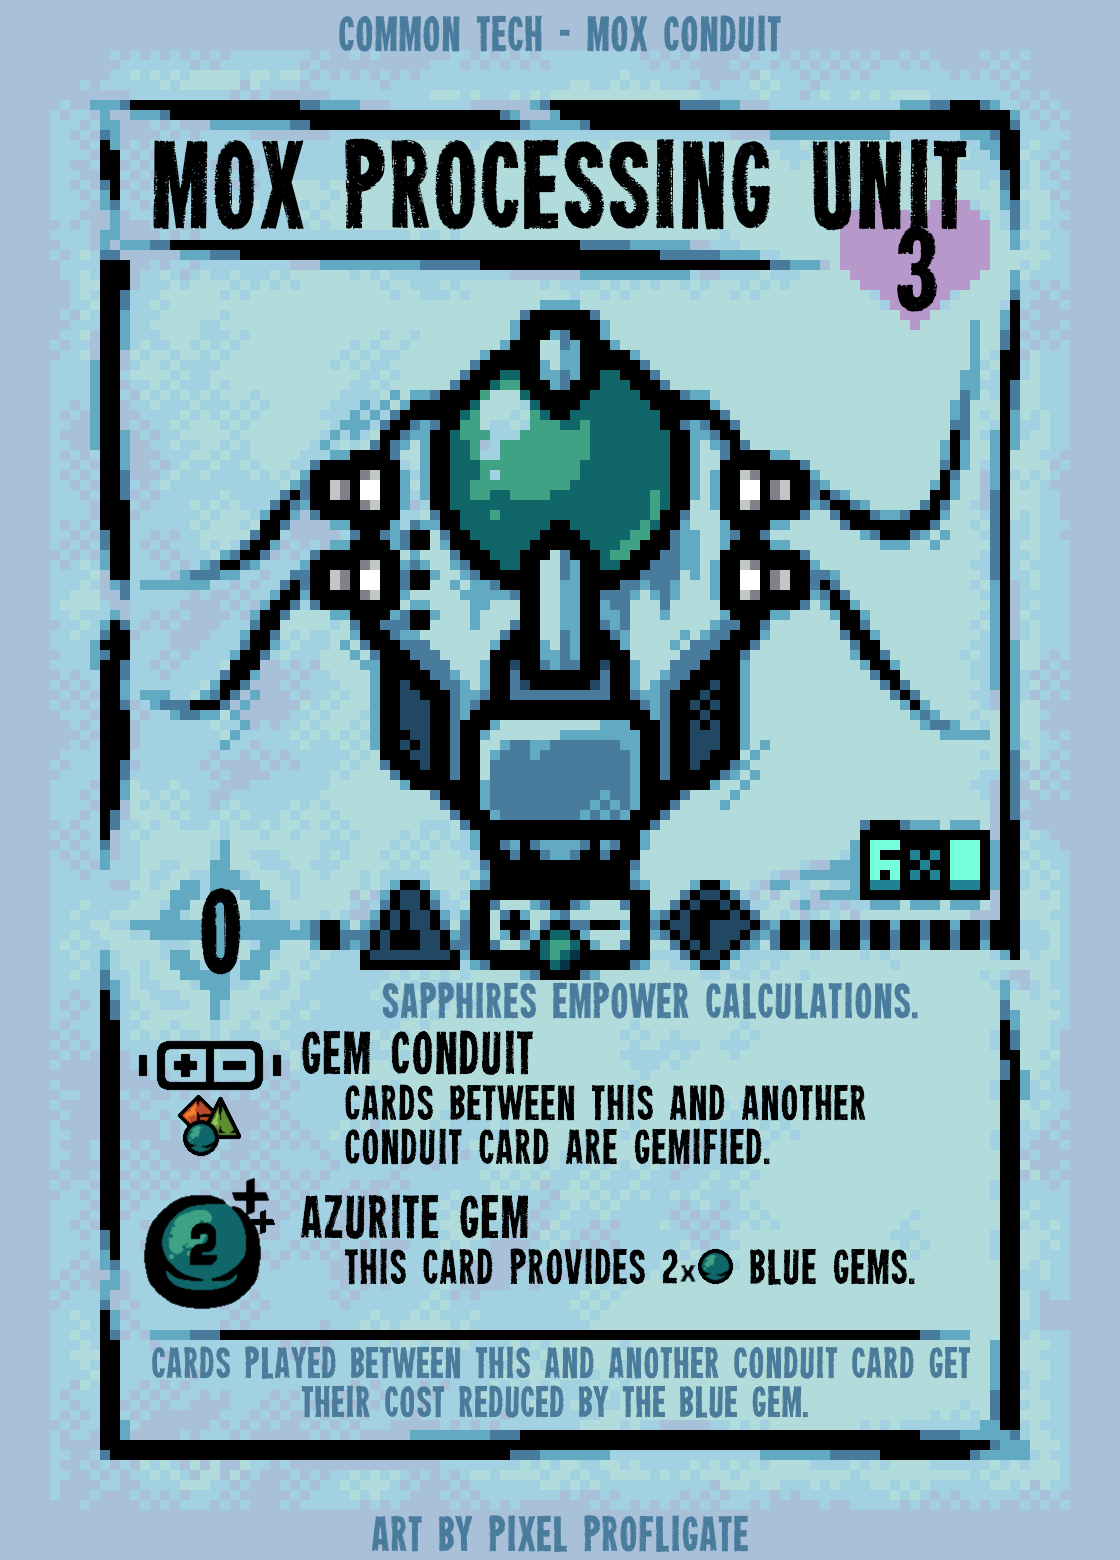 COMMON TECH - MOX CONDUIT
MOX PROCESSING UNIT
3
6x
0
SAPPHIRES EMPOWER CALCULATIONS.
GEM CONDUIT
CARDS BETWEEN THIS AND ANOTHER
CONDUIT CARD ARE GEMIFIED.
2
AZURITE GEM
THIS CARD PROVIDES 2x BLUE GEMS.
CARDS PLAYED BETWEEN THIS AND ANOTHER CONDUIT CARD GET
THEIR COST REDUCED BY THE BLUE GEM.
ART BY PIXEL PROFLIGATE